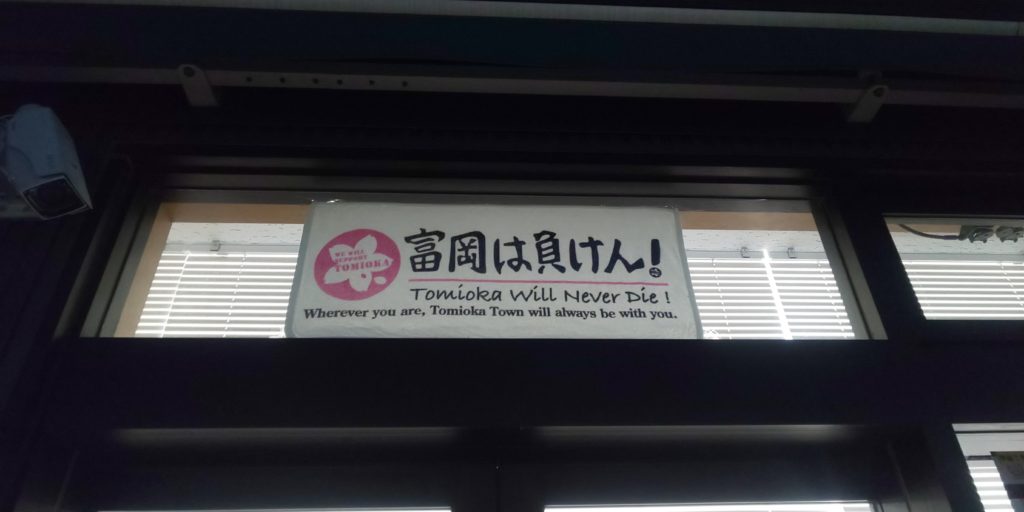 WE WILL
SUPPORT
TOMIOKA
富岡は負けん!
Tomioka Will Never Die !
Wherever you are, Tomioka Town will always be with you.